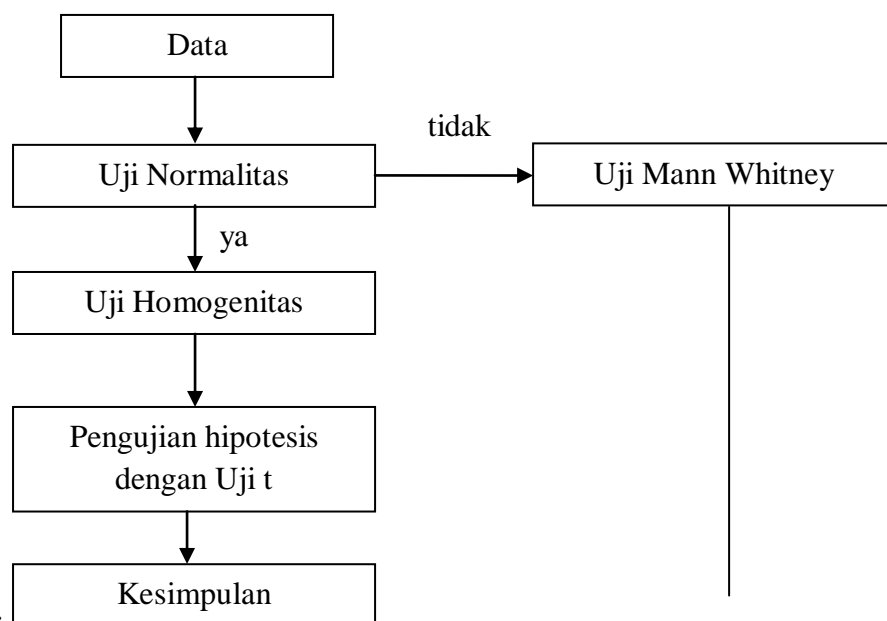 Data
tidak
Uji Normalitas
Uji Mann Whitney
ya
Uji Homogenitas
Pengujian hipotesis
dengan Uji t
Kesimpulan